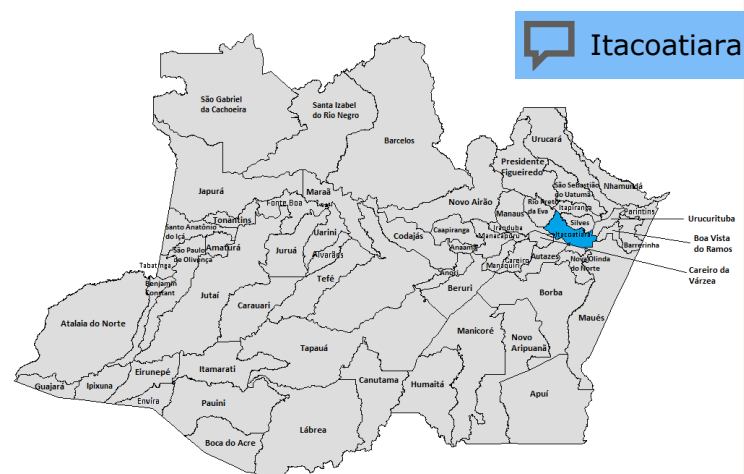 Itacoatiara
São Gabriel
da Cachoeira
Santa Izabel
do Rio Negro
Barcelos
Urucará
Presidente
Figueiredo
São Sebastião
do Uatumã
Nhamundá
Japurá
Maraã
Fonte Boa
Novo Airão
Manaus
Rio Preto
da Eva
Itapiranga
Parintins
Silves
Urucurituba
Tonantins
Santo Anatônio
do Içá
Uarini
Codajás
Caapiranga
Iranduba
Manacapuru
Itacoatiara
Boa Vista
do Ramos
Barrerinha
São Paulo
de Olivença
Amaturá
Juruá
Alvarães
Anaamã
Careiro
Autazes
Nova Olinda
do Norte
Careiro da
Várzea
Tabatinga
Benjamin
Constant
Jutaí
Carauari
Tefé
Anori
Manaquiri
Beruri
Borba
Maués
Atalaia do Norte
Tapauá
Manicoré
Novo
Aripuanã
Guajará
Ipixuna
Eirunepé
Itamarati
Canutama
Humaitá
Apuí
Envira
Pauini
Boca do Acre
Lábrea